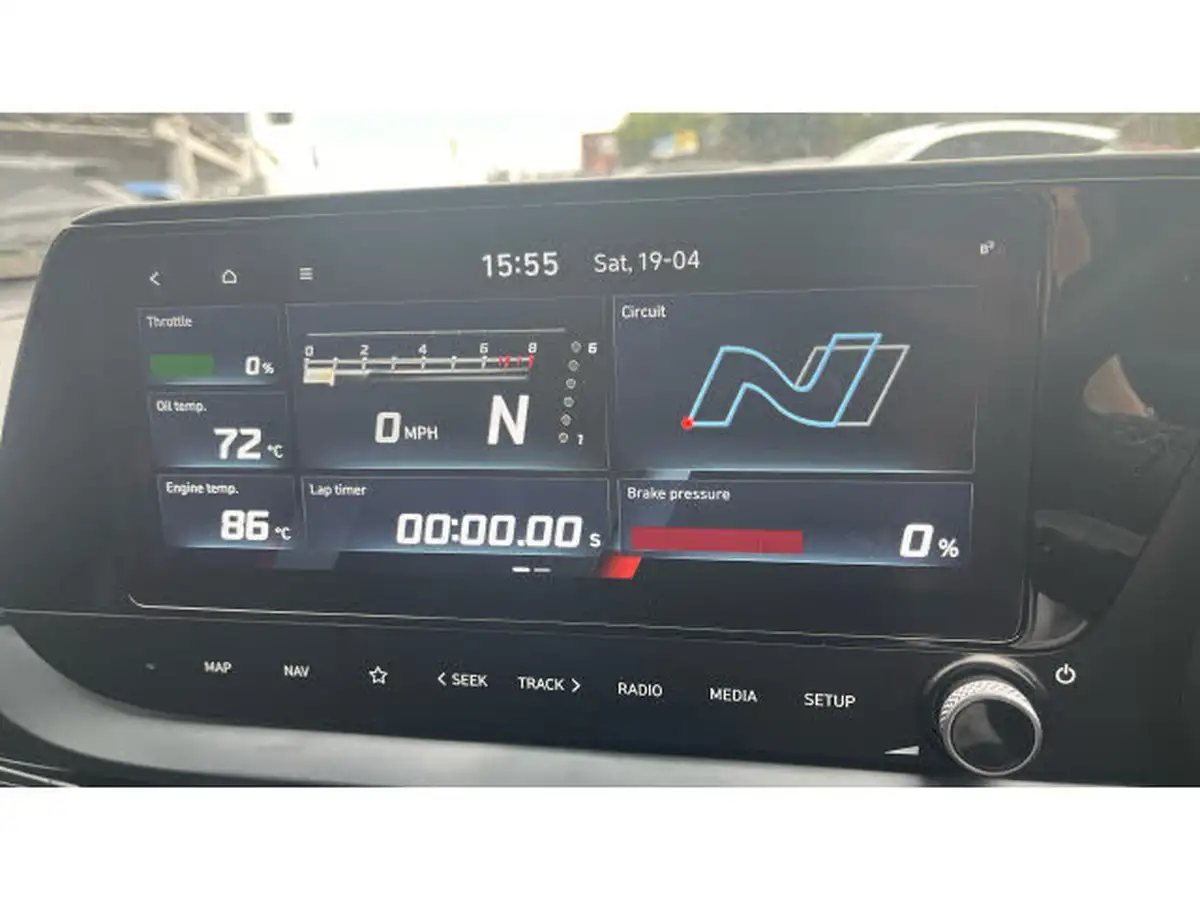 15:55 Sat, 19-04
Throttle
0 %
Oil temp.
72 °C
Engine temp.
86 °C
0 2 4 6 8
6
1
0 MPH
N
Lap timer
00:00.00 s
Circuit
Brake pressure
0 %
MAP NAV < SEEK TRACK > RADIO MEDIA SETUP